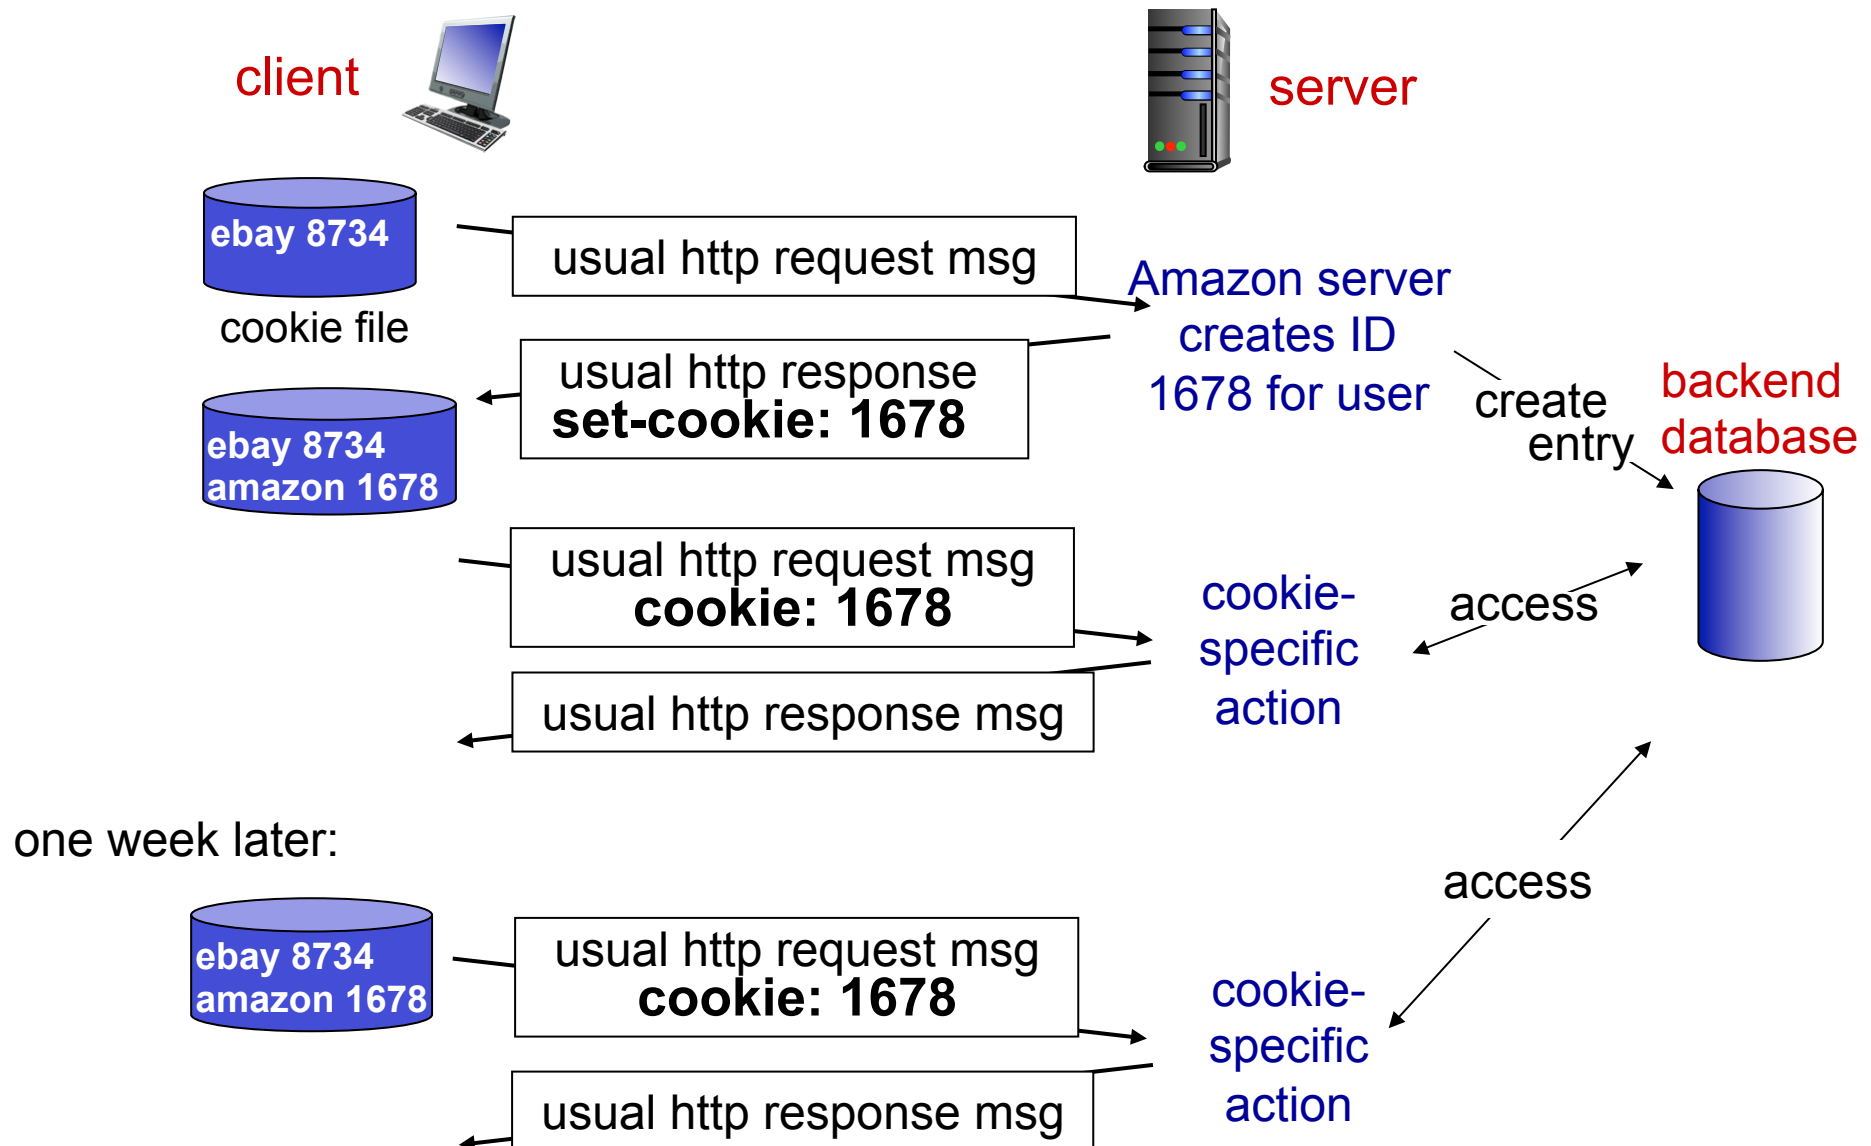 client
server
ebay 8734
cookie file
usual http request msg
Amazon server
creates ID
1678 for user
usual http response
set-cookie: 1678
create
entry
backend
database
ebay 8734
amazon 1678
usual http request msg
cookie: 1678
cookie-
specific
action
access
usual http response msg
one week later:
access
ebay 8734
amazon 1678
usual http request msg
cookie: 1678
cookie-
specific
action
usual http response msg